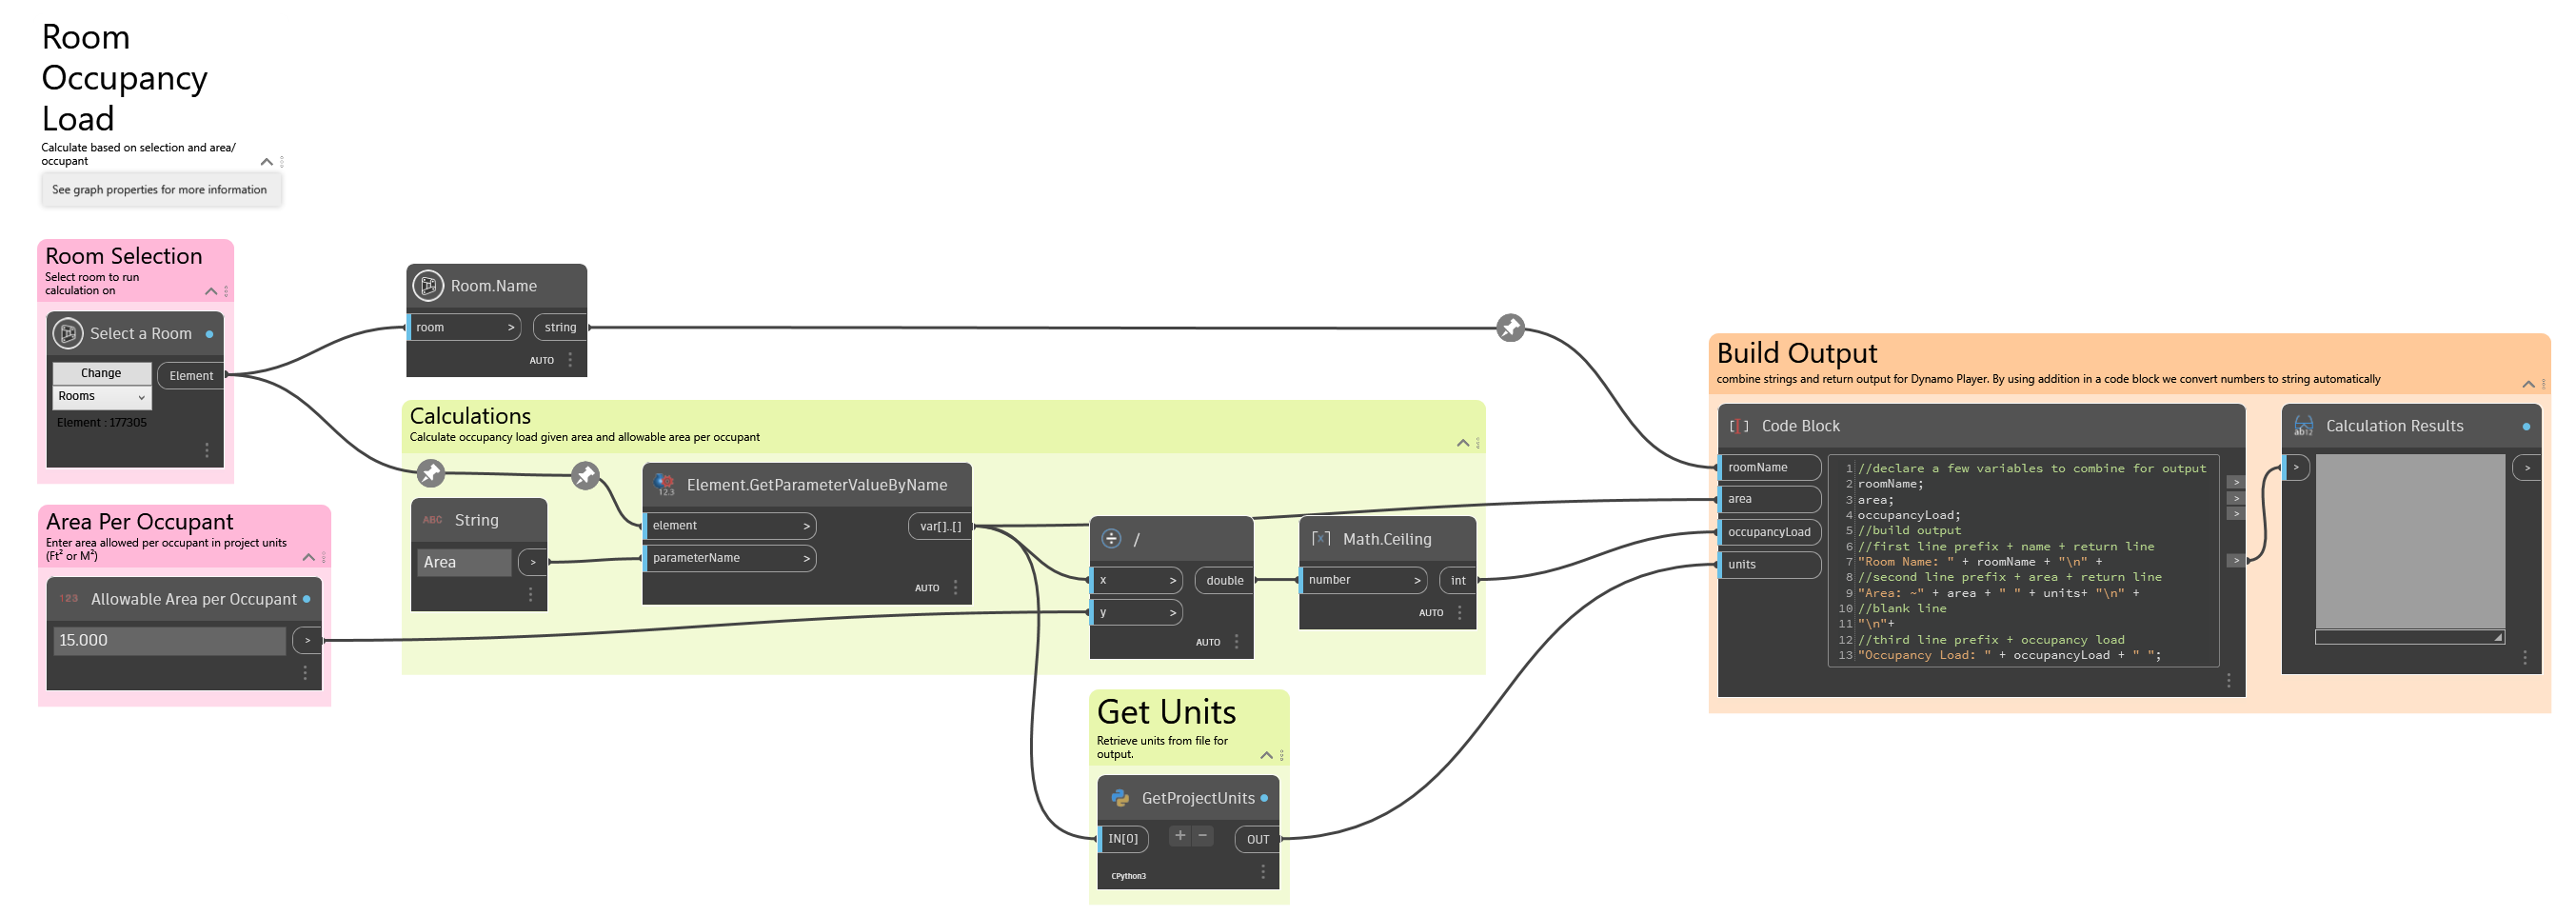 Room
Occupancy
Load
Calculate based on selection and area/
occupant
See graph properties for more information
Room Selection
Select room to run
calculation on
Select a Room
Change
Element
Rooms
Element : 177305
Area Per Occupant
Enter area allowed per occupant in project units
(Ft² or M²)
123
Allowable Area per Occupant
15.000
>
Room.Name
room >
string
AUTO
Calculations
Calculate occupancy load given area and allowable area per occupant
ABC
String
Area
>
Element.GetParameterValueByName
12.3
element >
var[]..[]
parameterName >
AUTO
/
x >
double
y >
AUTO
Math.Ceiling
[x]
number >
int
AUTO
Get Units
Retrieve units from file for
output.
GetProjectUnits
IN[0]
+ -
OUT
CPython3
Build Output
combine strings and return output for Dynamo Player. By using addition in a code block we convert numbers to string automatically
[ ] Code Block
roomName
area
occupancyLoad
units
1 //declare a few variables to combine for output
2 roomName;
3 area;
4 occupancyLoad;
5 //build output
6 //first line prefix + name + return line
7 "Room Name: " + roomName + "\n" +
8 //second line prefix + area + return line
9 "Area: ~" + area + " " + units+ "\n" +
10 //blank line
11 "\n"+
12 //third line prefix + occupancy load
13 "Occupancy Load: " + occupancyLoad + " ";
>
>
>
>
ab12
Calculation Results
>
>